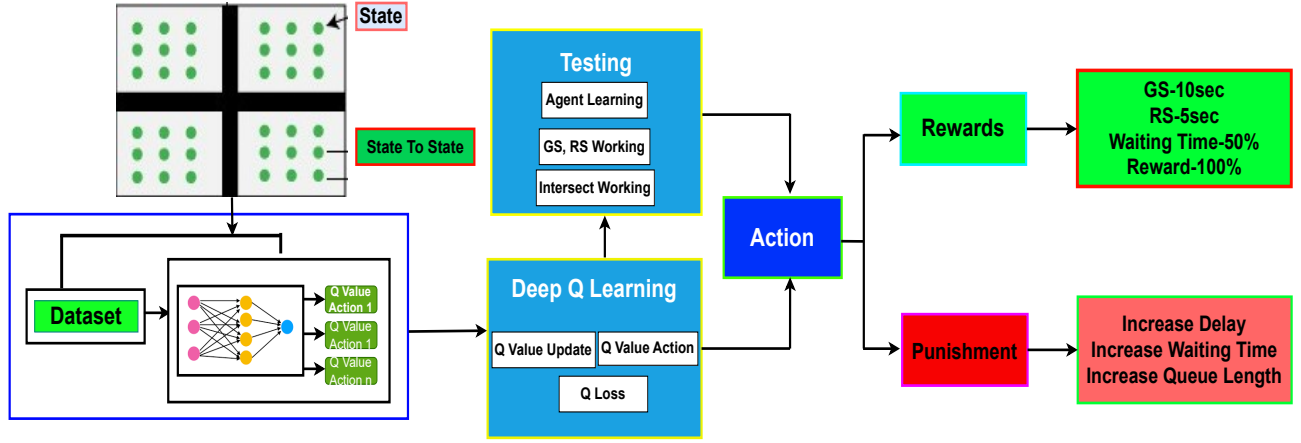 State
State To State
Dataset
Q Value
Action 1
Q Value
Action 1
Q Value
Action n
Testing
Agent Learning
GS, RS Working
Intersect Working
Deep Q Learning
Q Value Update
Q Value Action
Q Loss
Action
Rewards
GS-10sec
RS-5sec
Waiting Time-50%
Reward-100%
Punishment
Increase Delay
Increase Waiting Time
Increase Queue Length